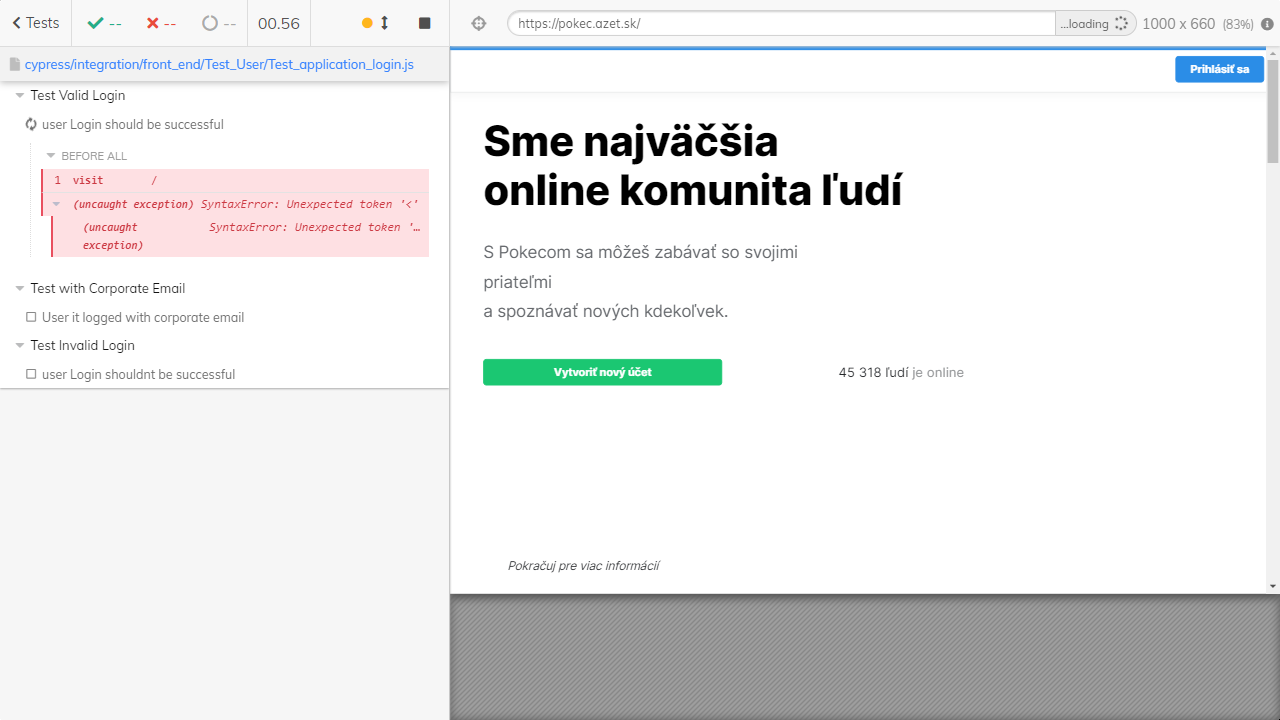 Tests
--
--
--
00.56
https://pokec.azet.sk/
...loading
1000 x 660 (83%)
cypress/integration/front_end/Test_User/Test_application_login.js
Test Valid Login
user Login should be successful
BEFORE ALL
1 visit /
(uncaught exception) SyntaxError: Unexpected token '<'
(uncaught exception) SyntaxError: Unexpected token '…
Test with Corporate Email
User it logged with corporate email
Test Invalid Login
user Login shouldnt be successful
Prihlásiť sa
Sme najväčšia
online komunita ľudí
S Pokecom sa môžeš zabávať so svojimi
priateľmi
a spoznávať nových kdekoľvek.
Vytvoriť nový účet
45 318 ľudí je online
Pokračuj pre viac informácií